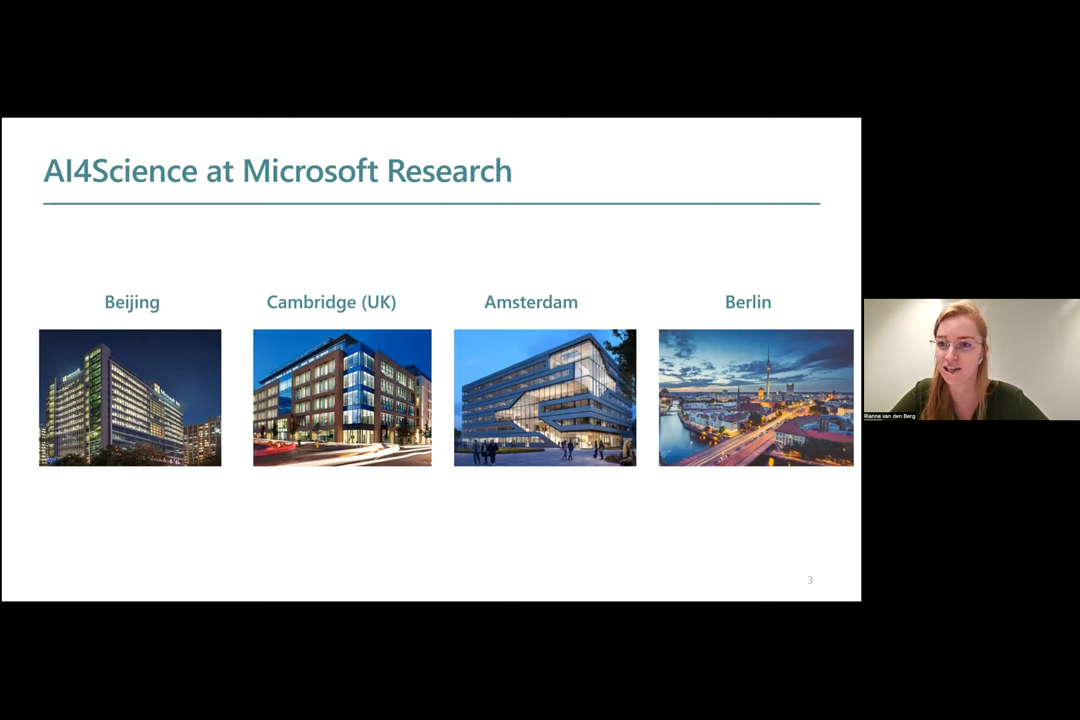 AI4Science at Microsoft Research
Beijing
Cambridge (UK)
Amsterdam
Berlin
Rianne van den Berg
3